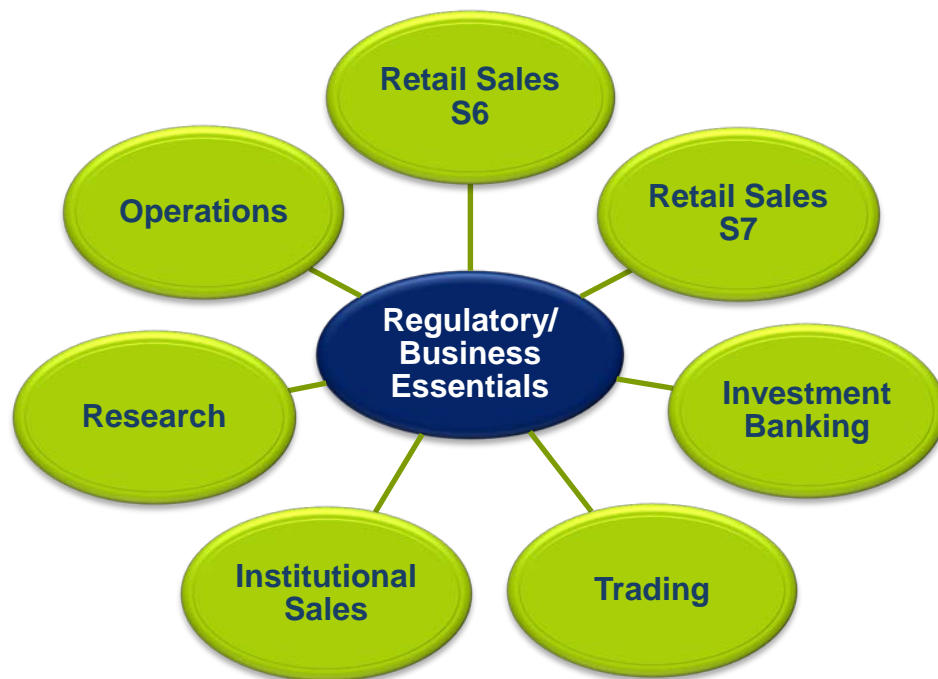 Retail Sales
S6
Operations
Retail Sales
S7
Regulatory/
Business
Essentials
Research
Investment
Banking
Institutional
Sales
Trading